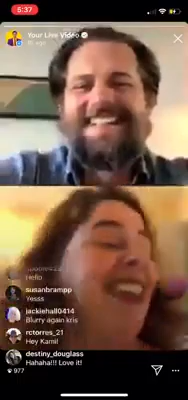 5:37
Your Live Video
Hello
susanbrampp
Yesss
jackiehall0414
Blurry again kris
rctorres_21
Hey Kami!
destiny_douglass
Hahaha!!! Love it!
977